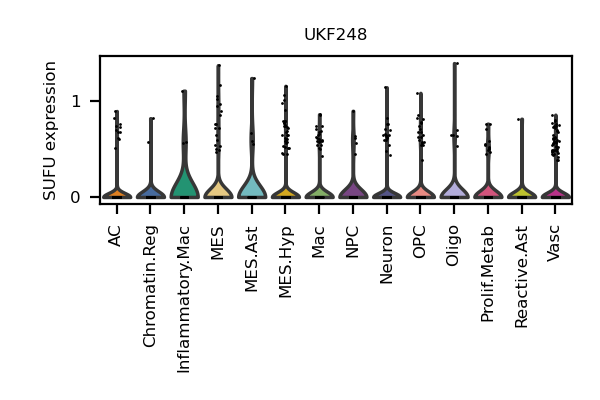 UKF248
SUFU expression
1
0
AC
Chromatin.Reg
Inflammatory.Mac
MES
MES.Ast
MES.Hyp
Mac
NPC
Neuron
OPC
Oligo
Prolif.Metab
Reactive.Ast
Vasc